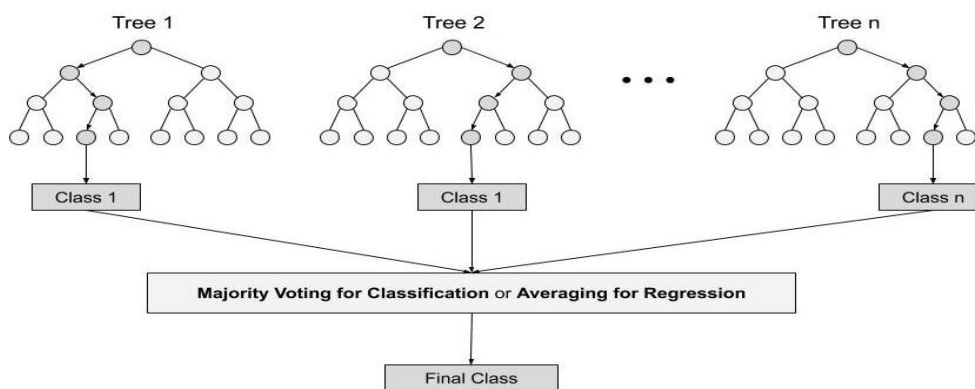 Tree 1
Tree 2
Tree n
Class 1
Class 1
Class n
Majority Voting for Classification or Averaging for Regression
Final Class